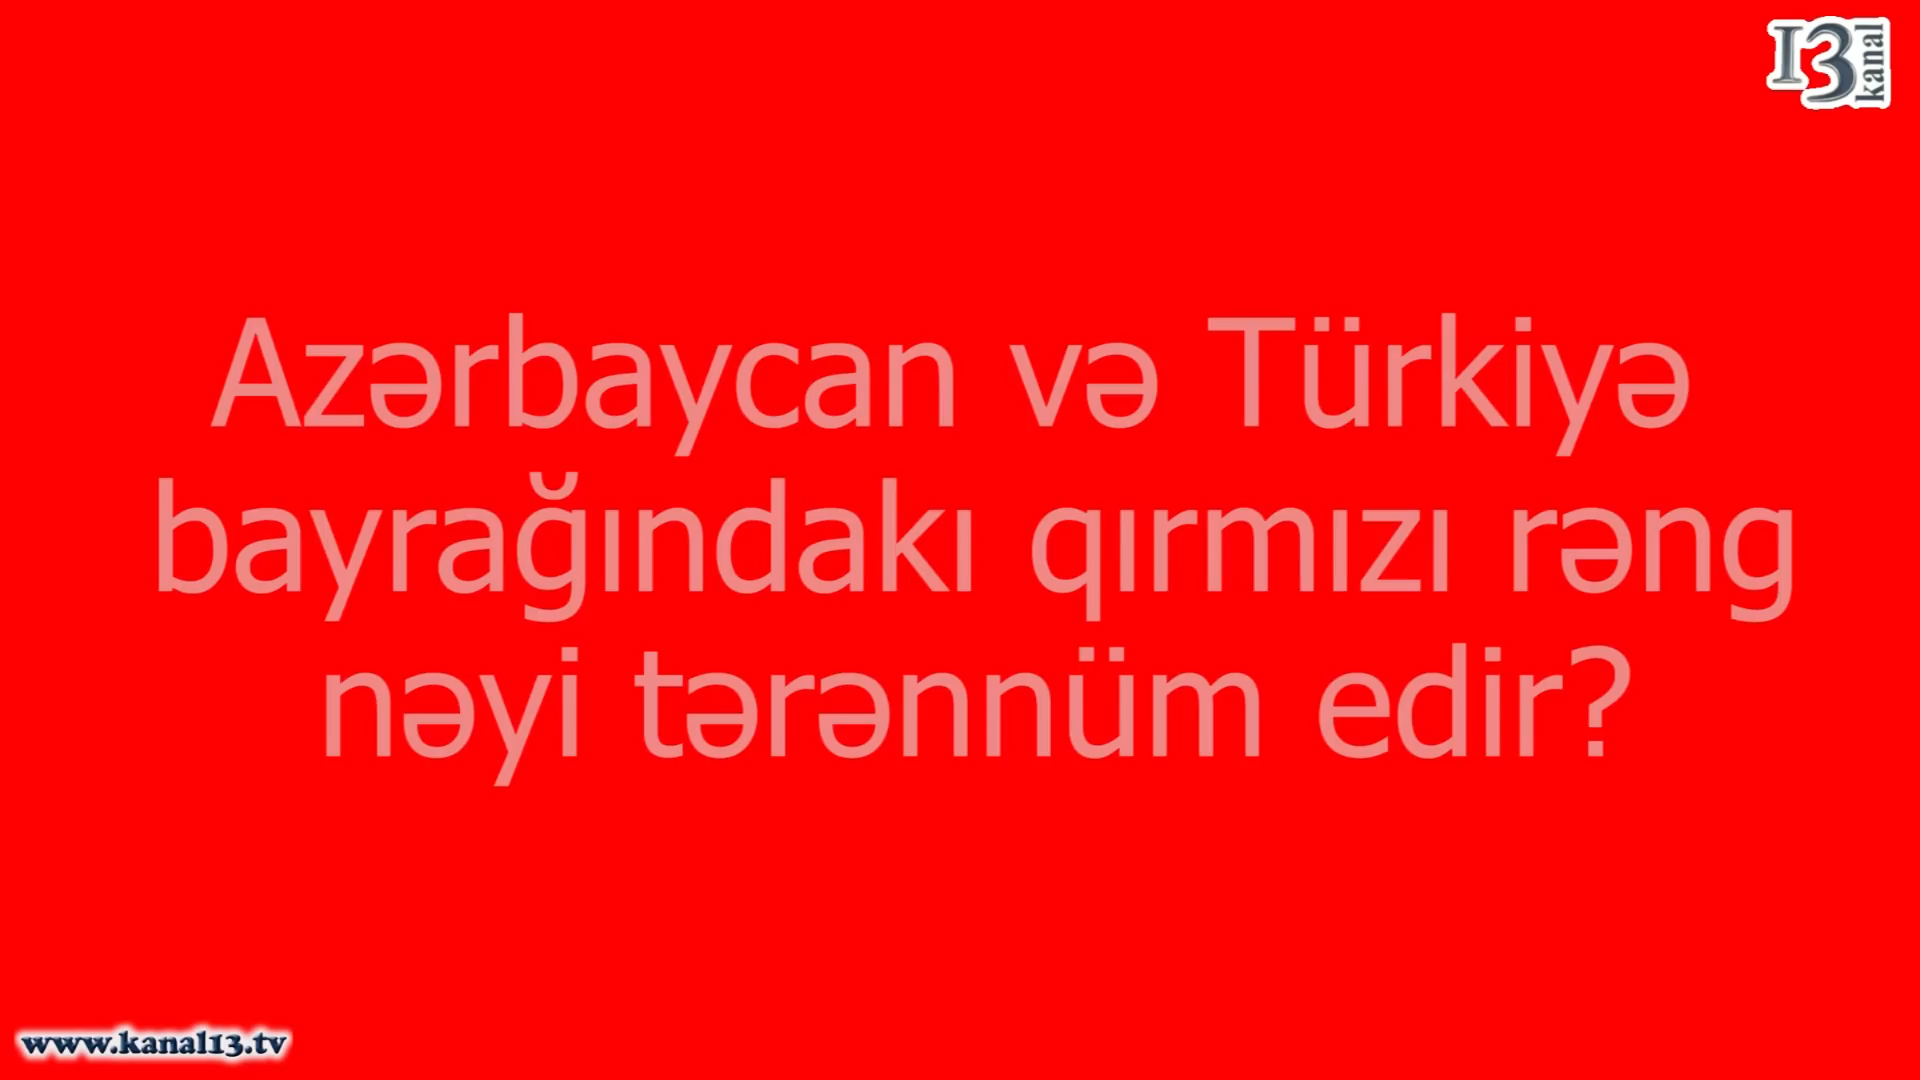 13 kanal
Azərbaycan və Türkiyə
bayrağındakı qırmızı rəng
nəyi tərənnüm edir?
www.kanal13.tv